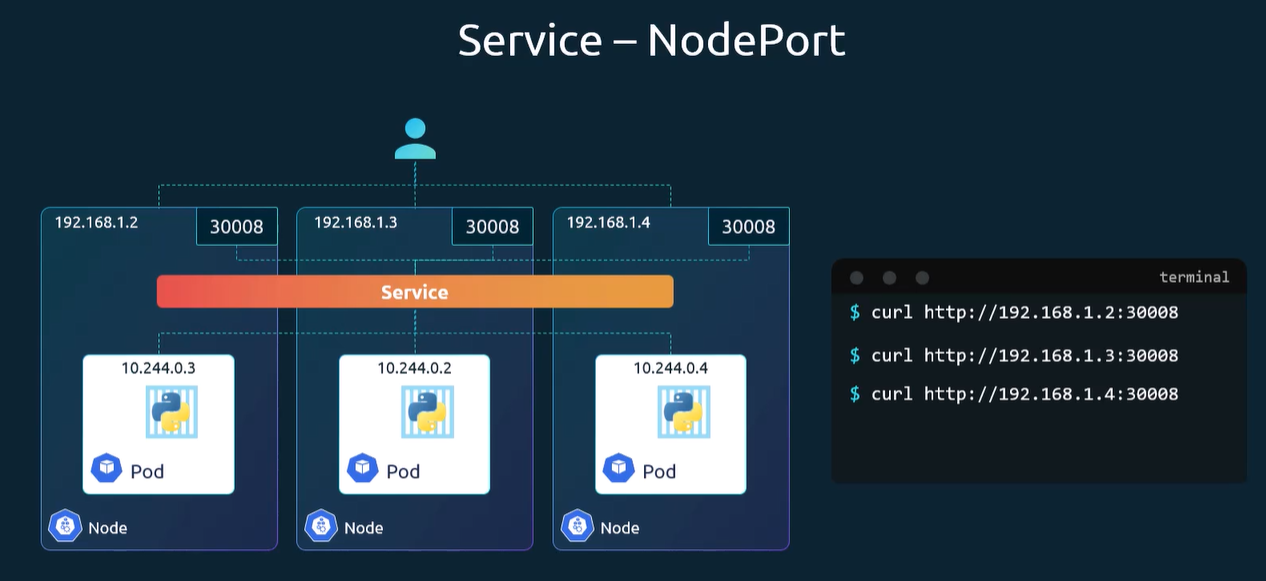 Service – NodePort
192.168.1.2
30008
192.168.1.3
30008
192.168.1.4
30008
Service
10.244.0.3
Pod
Node
10.244.0.2
Pod
Node
10.244.0.4
Pod
Node
terminal
$ curl http://192.168.1.2:30008
$ curl http://192.168.1.3:30008
$ curl http://192.168.1.4:30008